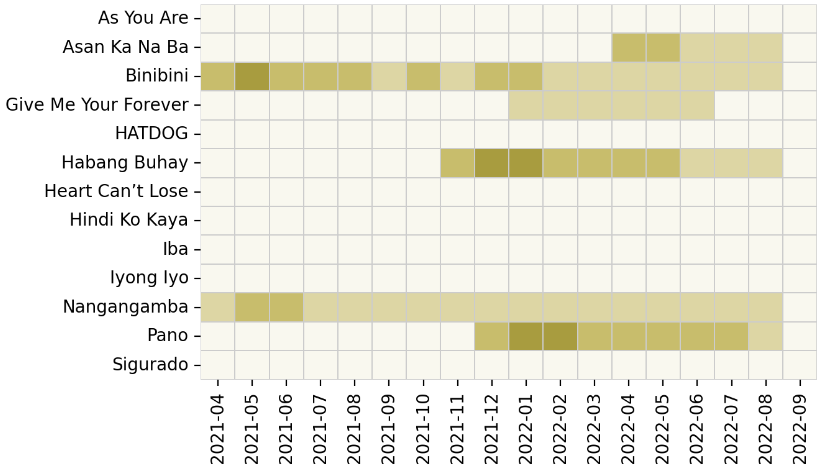 As You Are
Asan Ka Na Ba
Binibini
Give Me Your Forever
HATDOG
Habang Buhay
Heart Can’t Lose
Hindi Ko Kaya
Iba
Iyong Iyo
Nangangamba
Pano
Sigurado
2021-04
2021-05
2021-06
2021-07
2021-08
2021-09
2021-10
2021-11
2021-12
2022-01
2022-02
2022-03
2022-04
2022-05
2022-06
2022-07
2022-08
2022-09